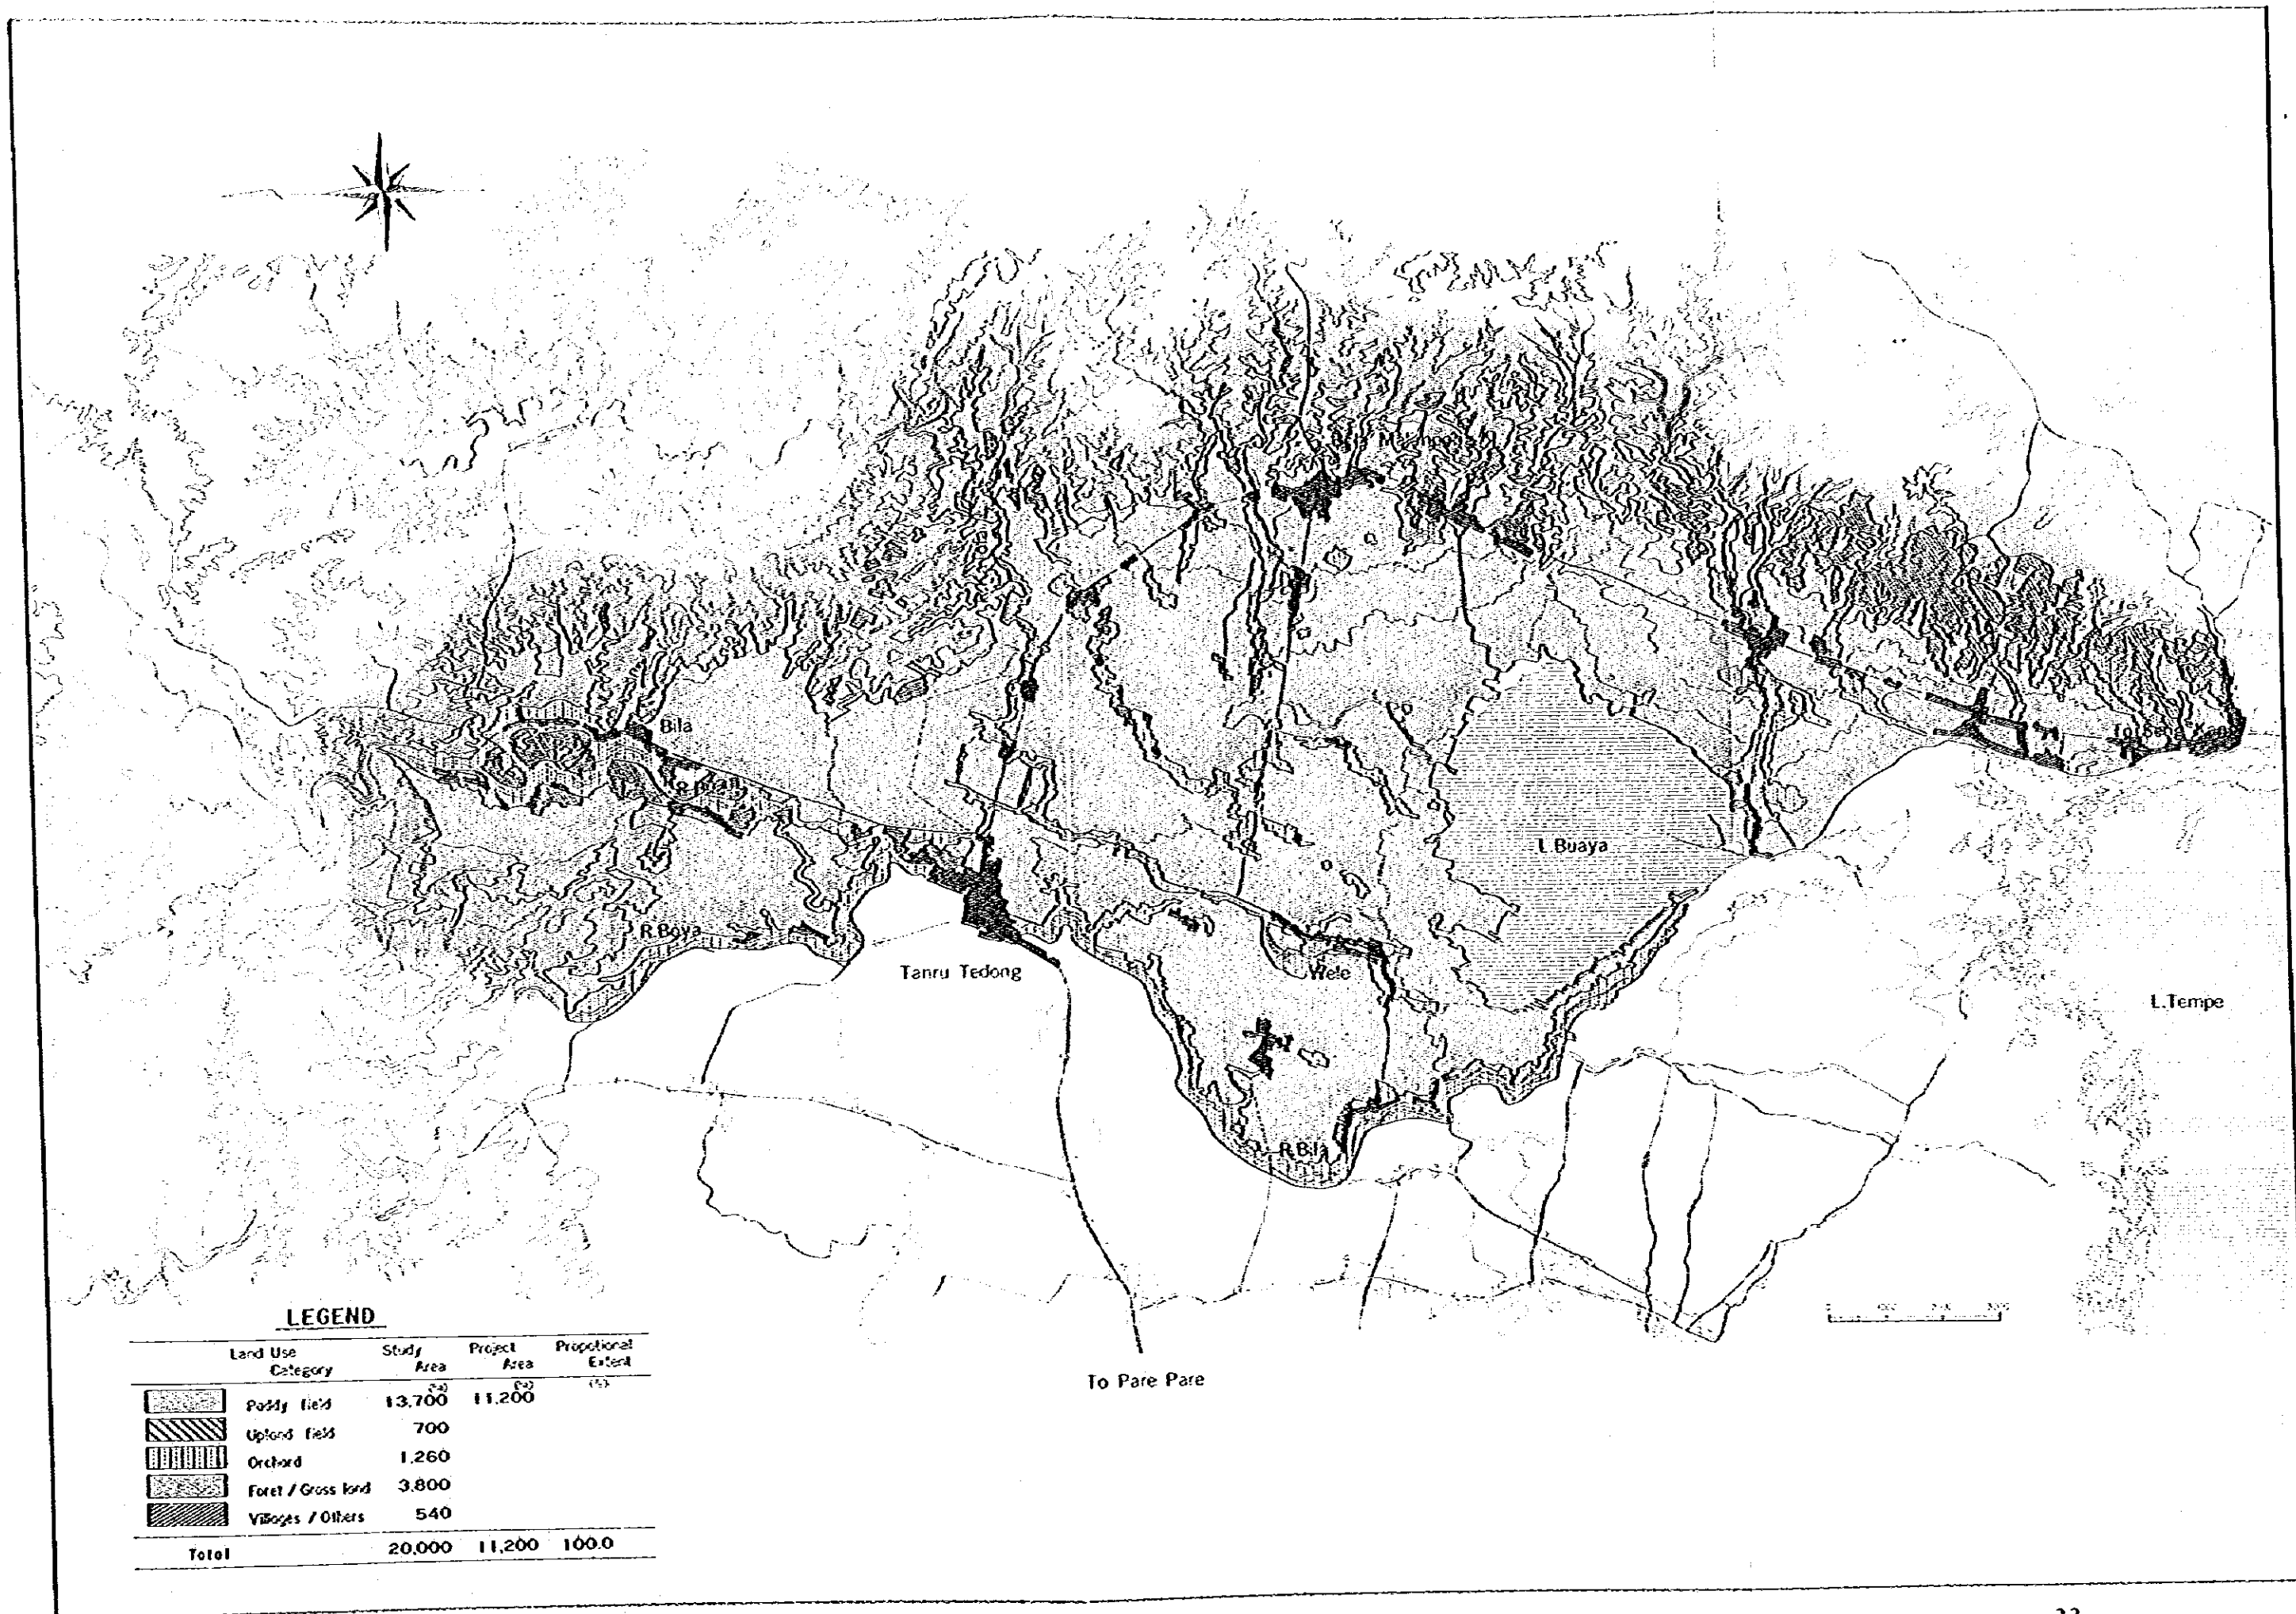 Bila
L.Buaya
R.Boya
Tanru Tedong
Wele
L.Tempe
R.Bila
To Pare Pare
LEGEND
Land Use Category Study Area Project Area Propotional Extent
(ha) (ha) (%)
Paddy field 13.700 11.200
Upland field 700
Orchard 1.260
Foret / Grass land 3.800
Villages / Others 540
Total 20.000 11.200 100.0